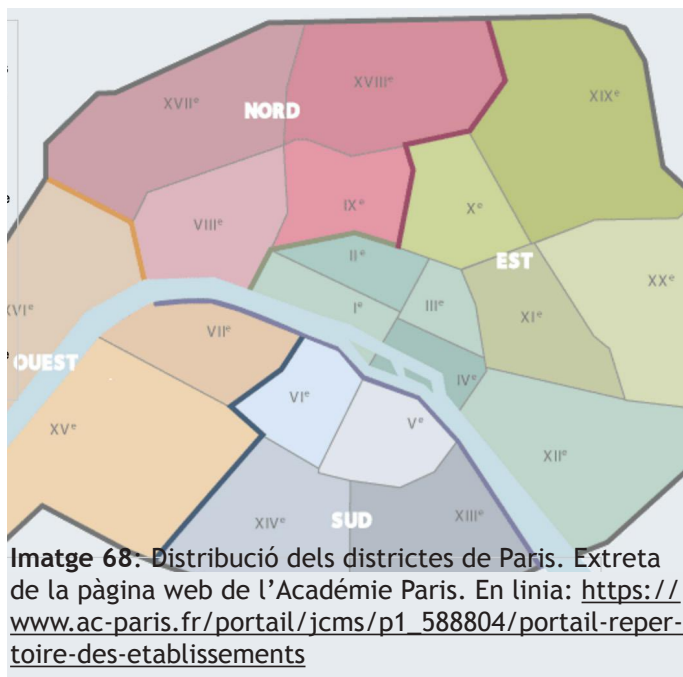 XVIIIe
XIXe
XVIIe
NORD
IXe
Xe
VIIIe
IIe
EST
XXe
Ie
IIIe
XIe
XVIe
VIIe
OUEST
IVe
VIe
Ve
XVe
XIIe
XIVe
SUD
XIIIe
Imatge 68: Distribució dels districtes de Paris. Extreta
de la pàgina web de l'Académie Paris. En linia: https://
www.ac-paris.fr/portail/jcms/p1_588804/portail-reper-
toire-des-etablissements